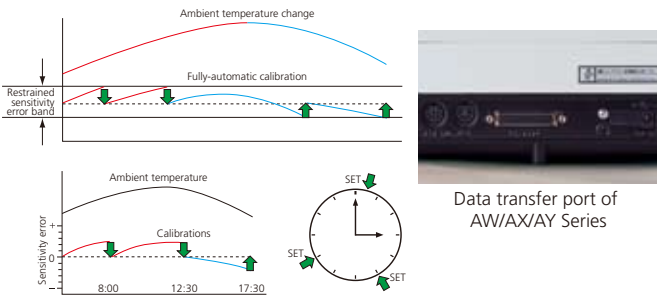 Ambient temperature change
Fully-automatic calibration
Restrained
sensitivity
error band
Ambient temperature
Calibrations
Sensitivity error
+
0
−
8:00
12:30
17:30
SET
SET
SET
Data transfer port of
AW/AX/AY Series